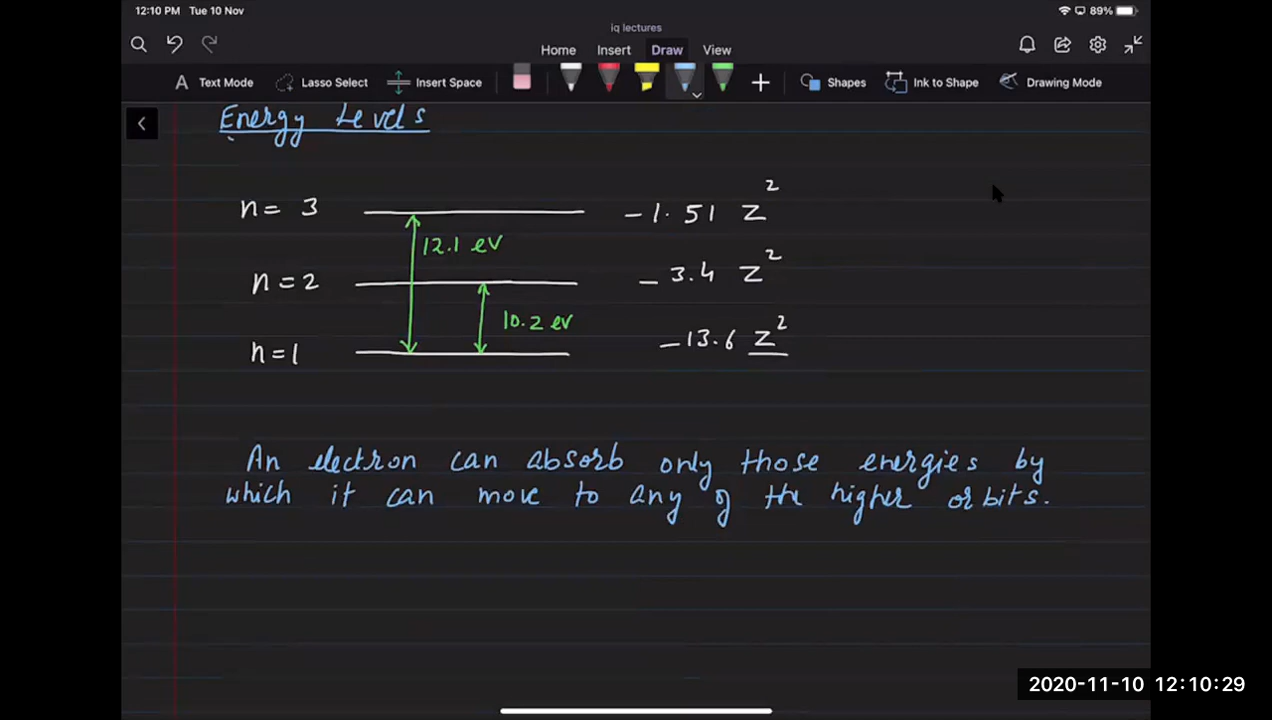 12:10 PM Tue 10 Nov
89%
iq lectures
Home Insert Draw View
Text Mode Lasso Select Insert Space Shapes Ink to Shape Drawing Mode
Energy Levels
n = 3 -1.51 Z²
12.1 ev
n = 2 -3.4 Z²
10.2 ev
n = 1 -13.6 Z²
An electron can absorb only those energies by
which it can move to any of the higher orbits.
2020-11-10 12:10:29